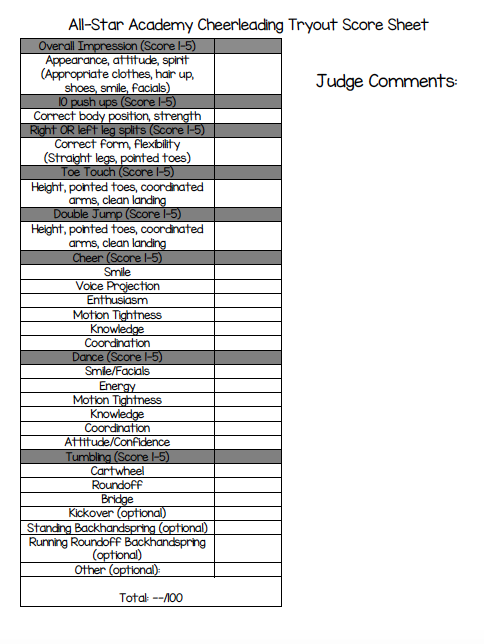 All-Star Academy Cheerleading Tryout Score Sheet
Overall Impression (Score 1-5)
Appearance, attitude, spirit
(Appropriate clothes, hair up,
shoes, smile, facials)
10 push ups (Score 1-5)
Correct body position, strength
Right OR left leg splits (Score 1-5)
Correct form, flexibility
(Straight legs, pointed toes)
Toe Touch (Score 1-5)
Height, pointed toes, coordinated
arms, clean landing
Double Jump (Score 1-5)
Height, pointed toes, coordinated
arms, clean landing
Cheer (Score 1-5)
Smile
Voice Projection
Enthusiasm
Motion Tightness
Knowledge
Coordination
Dance (Score 1-5)
Smile/Facials
Energy
Motion Tightness
Knowledge
Coordination
Attitude/Confidence
Tumbling (Score 1-5)
Cartwheel
Roundoff
Bridge
Kickover (optional)
Standing Backhandspring (optional)
Running Roundoff Backhandspring
(optional)
Other (optional):
Total: --/100
Judge Comments: